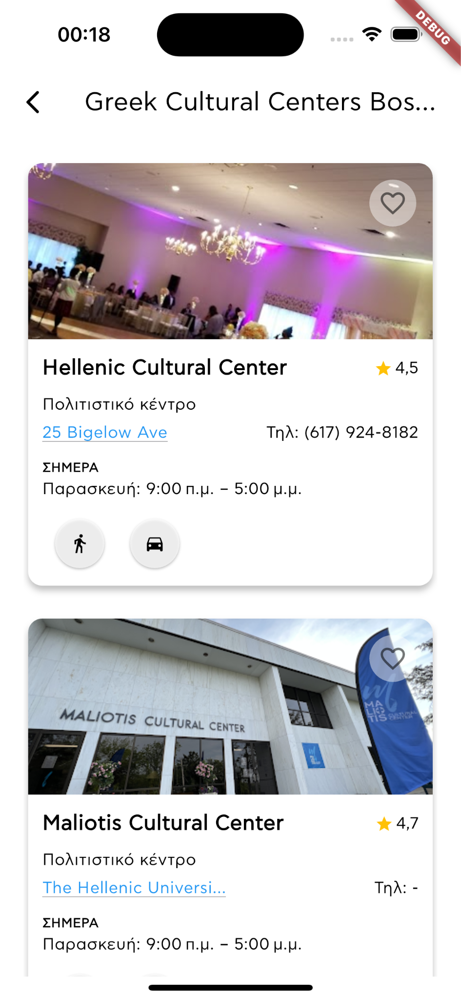 00:18
DEBUG
Greek Cultural Centers Bos...
Hellenic Cultural Center
4,5
Πολιτιστικό κέντρο
25 Bigelow Ave
Τηλ: (617) 924-8182
ΣΗΜΕΡΑ
Παρασκευή: 9:00 π.μ. – 5:00 μ.μ.
MALIOTIS CULTURAL CENTER
MA
LIO
TIS CULTURAL
CENTER
Maliotis Cultural Center
4,7
Πολιτιστικό κέντρο
The Hellenic Universi...
Τηλ: -
ΣΗΜΕΡΑ
Παρασκευή: 9:00 π.μ. – 5:00 μ.μ.